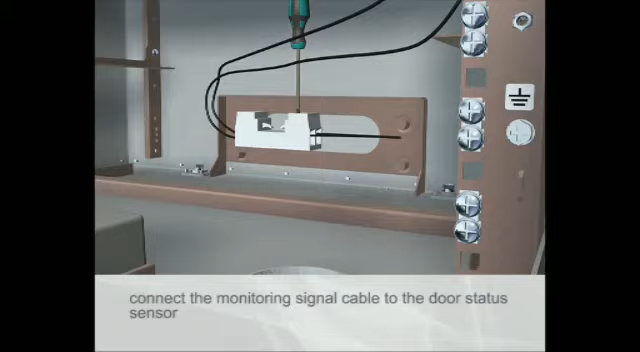 connect the monitoring signal cable to the door status
sensor